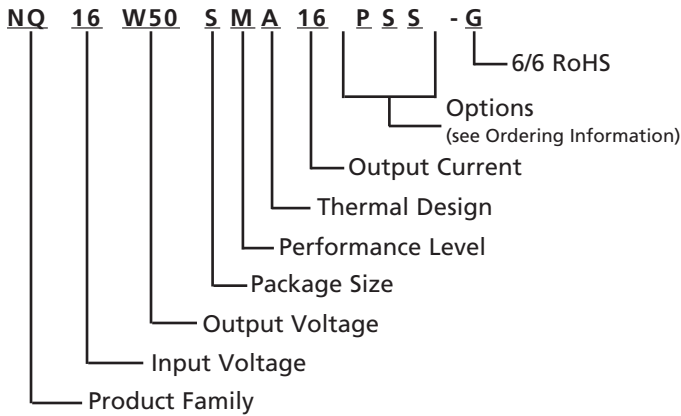 NQ 16 W50 S M A 16 P S S - G
6/6 RoHS
Options
(see Ordering Information)
Output Current
Thermal Design
Performance Level
Package Size
Output Voltage
Input Voltage
Product Family